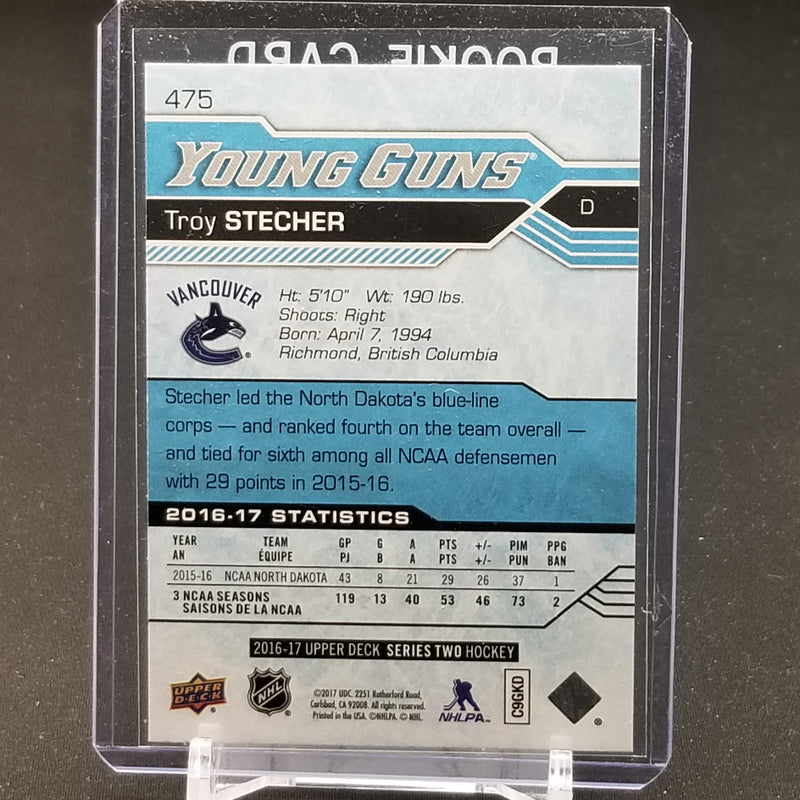 ROOKIE CARD
475
YOUNG GUNS®
Troy STECHER
D
VANCOUVER
Ht: 5'10" Wt: 190 lbs.
Shoots: Right
Born: April 7, 1994
Richmond, British Columbia
Stecher led the North Dakota's blue-line
corps — and ranked fourth on the team overall —
and tied for sixth among all NCAA defensemen
with 29 points in 2015-16.
2016-17 STATISTICS
YEAR TEAM GP G A PTS +/- PIM PPG
AN ÉQUIPE PJ B A PTS +/- PUN BAN
2015-16 NCAA NORTH DAKOTA 43 8 21 29 26 37 1
3 NCAA SEASONS 119 13 40 53 46 73 2
SAISONS DE LA NCAA
2016-17 UPPER DECK SERIES TWO HOCKEY
UPPER DECK
NHL
©2017 UDC. 2251 Rutherford Road,
Carlsbad, CA 92008. All rights reserved.
Printed in the USA. ©NHLPA. © NHL.
NHLPA
C9GKD